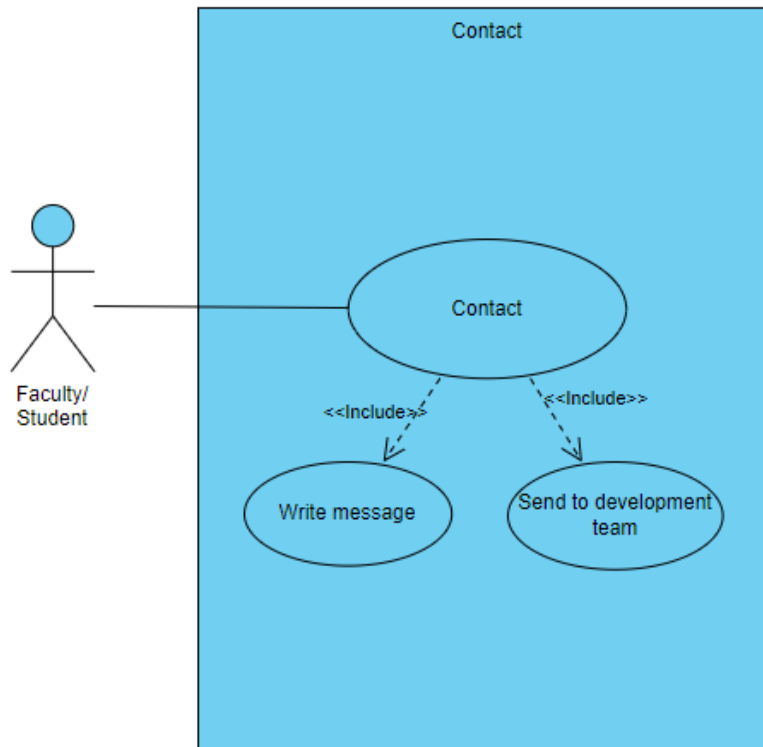 Contact
Contact
Faculty/
Student
<<Include>>
<<Include>>
Write message
Send to development
team